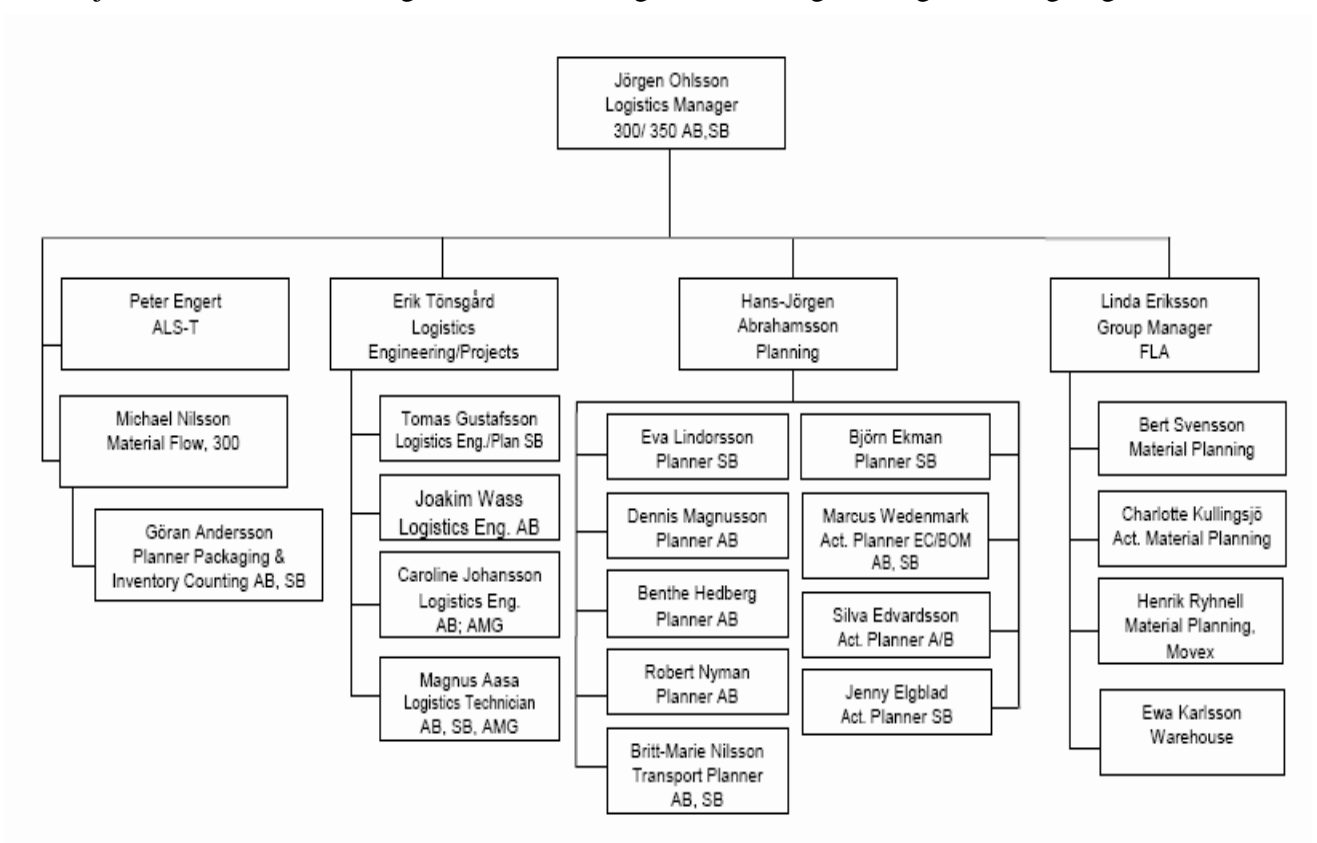 Jörgen Ohlsson
Logistics Manager
300/ 350 AB,SB
Peter Engert
ALS-T
Michael Nilsson
Material Flow, 300
Göran Andersson
Planner Packaging &
Inventory Counting AB, SB
Erik Tönsgård
Logistics
Engineering/Projects
Tomas Gustafsson
Logistics Eng./Plan SB
Joakim Wass
Logistics Eng. AB
Caroline Johansson
Logistics Eng.
AB; AMG
Magnus Aasa
Logistics Technician
AB, SB, AMG
Hans-Jörgen
Abrahamsson
Planning
Eva Lindorsson
Planner SB
Dennis Magnusson
Planner AB
Benthe Hedberg
Planner AB
Robert Nyman
Planner AB
Britt-Marie Nilsson
Transport Planner
AB, SB
Björn Ekman
Planner SB
Marcus Wedenmark
Act. Planner EC/BOM
AB, SB
Silva Edvardsson
Act. Planner A/B
Jenny Elgblad
Act. Planner SB
Linda Eriksson
Group Manager
FLA
Bert Svensson
Material Planning
Charlotte Kullingsjö
Act. Material Planning
Henrik Ryhnell
Material Planning,
Movex
Ewa Karlsson
Warehouse